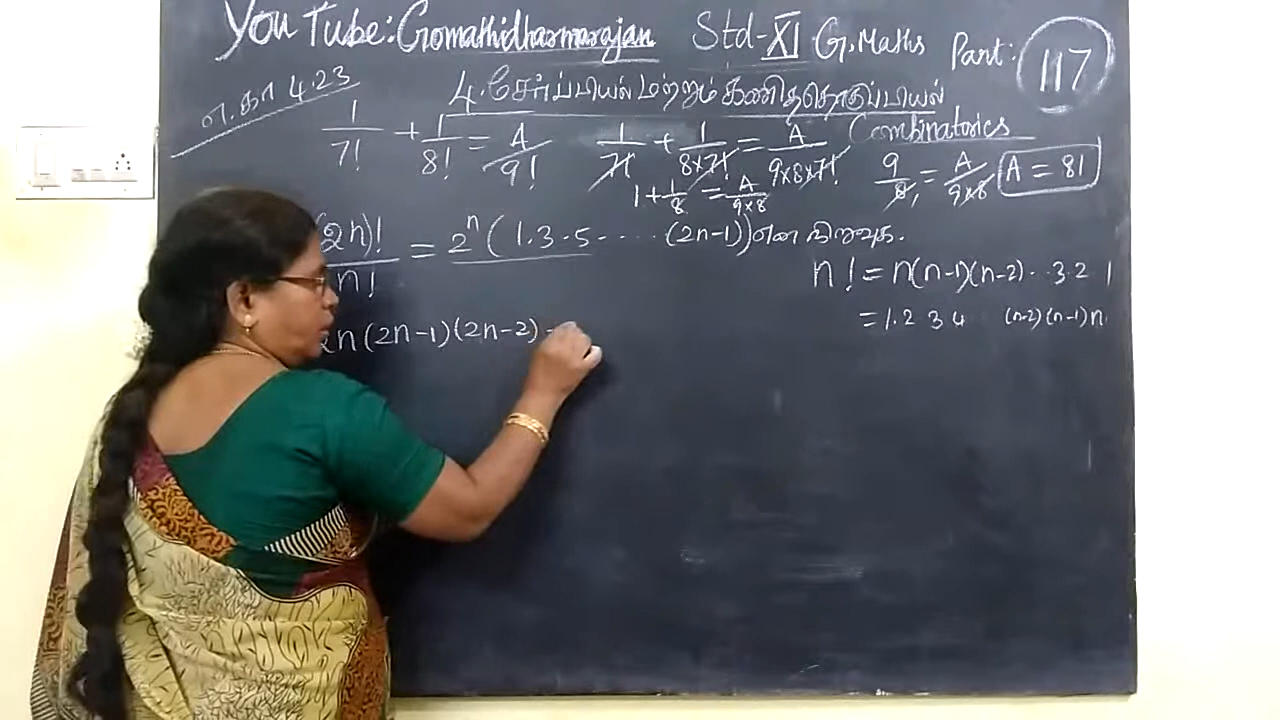 YouTube: Gomathidharmarajan Std-XI G.Maths Part: 117
எ.கா 4.23
4. சேர்ப்பியல் மற்றும் கணிதத்தொகுப்பியல்
Combinatorics
1/7! + 1/8! = A/9!
1/7! + 1/8×7! = A/9×8×7!
1 + 1/8 = A/9×8
9/8 = A/9×8 A = 81
(2n)!/n! = 2ⁿ(1.3.5.....(2n-1)) என நிறுவுக.
n! = n(n-1)(n-2)...3.2 1
= 1.2 3 4 (n-2)(n-1)n
2n(2n-1)(2n-2)